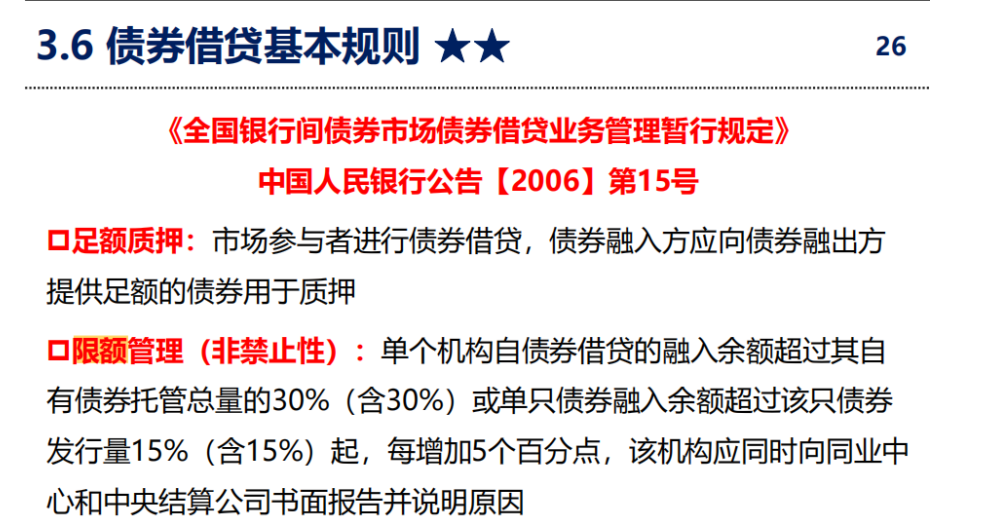 3.6 债券借贷基本规则 ★★
26
《全国银行间债券市场债券借贷业务管理暂行规定》
中国人民银行公告【2006】第15号
足额质押：市场参与者进行债券借贷，债券融入方应向债券融出方
提供足额的债券用于质押
限额管理（非禁止性）：单个机构自债券借贷的融入余额超过其自
有债券托管总量的30%（含30%）或单只债券融入余额超过该只债券
发行量15%（含15%）起，每增加5个百分点，该机构应同时向同业中
心和中央结算公司书面报告并说明原因